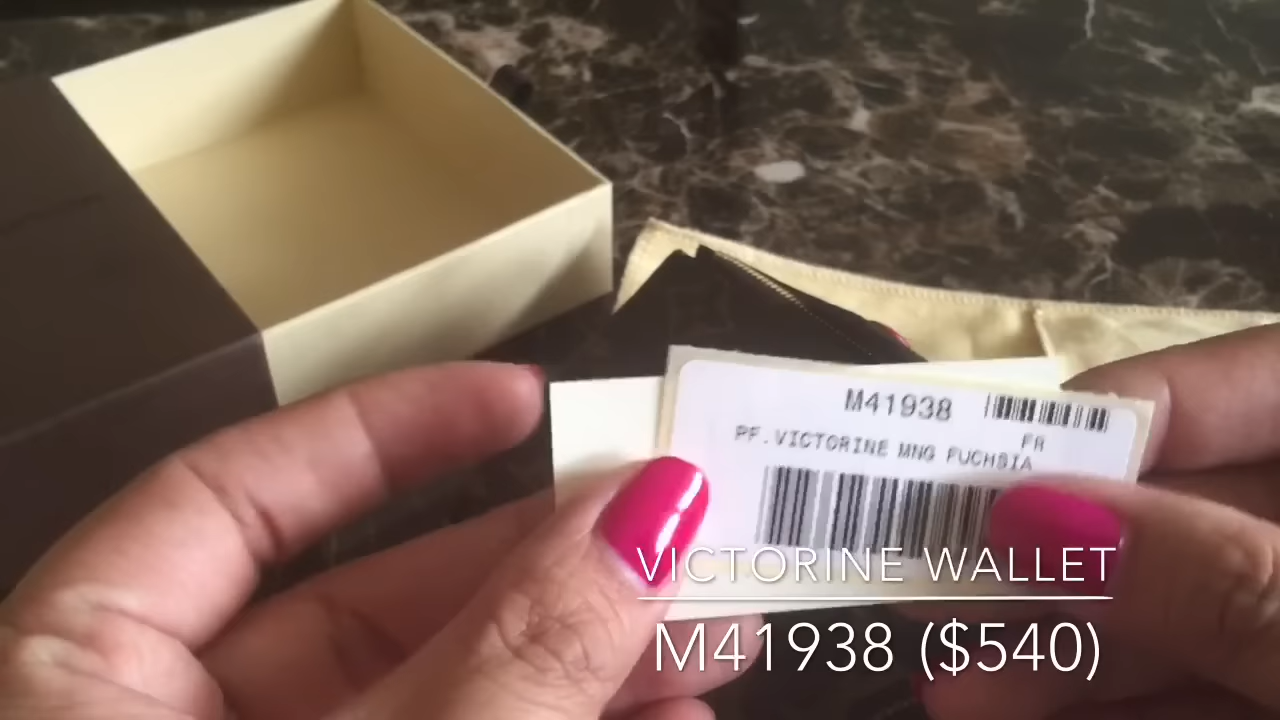 M41938
FR
PF.VICTORINE MNG FUCHSIA
VICTORINE WALLET
M41938 ($540)